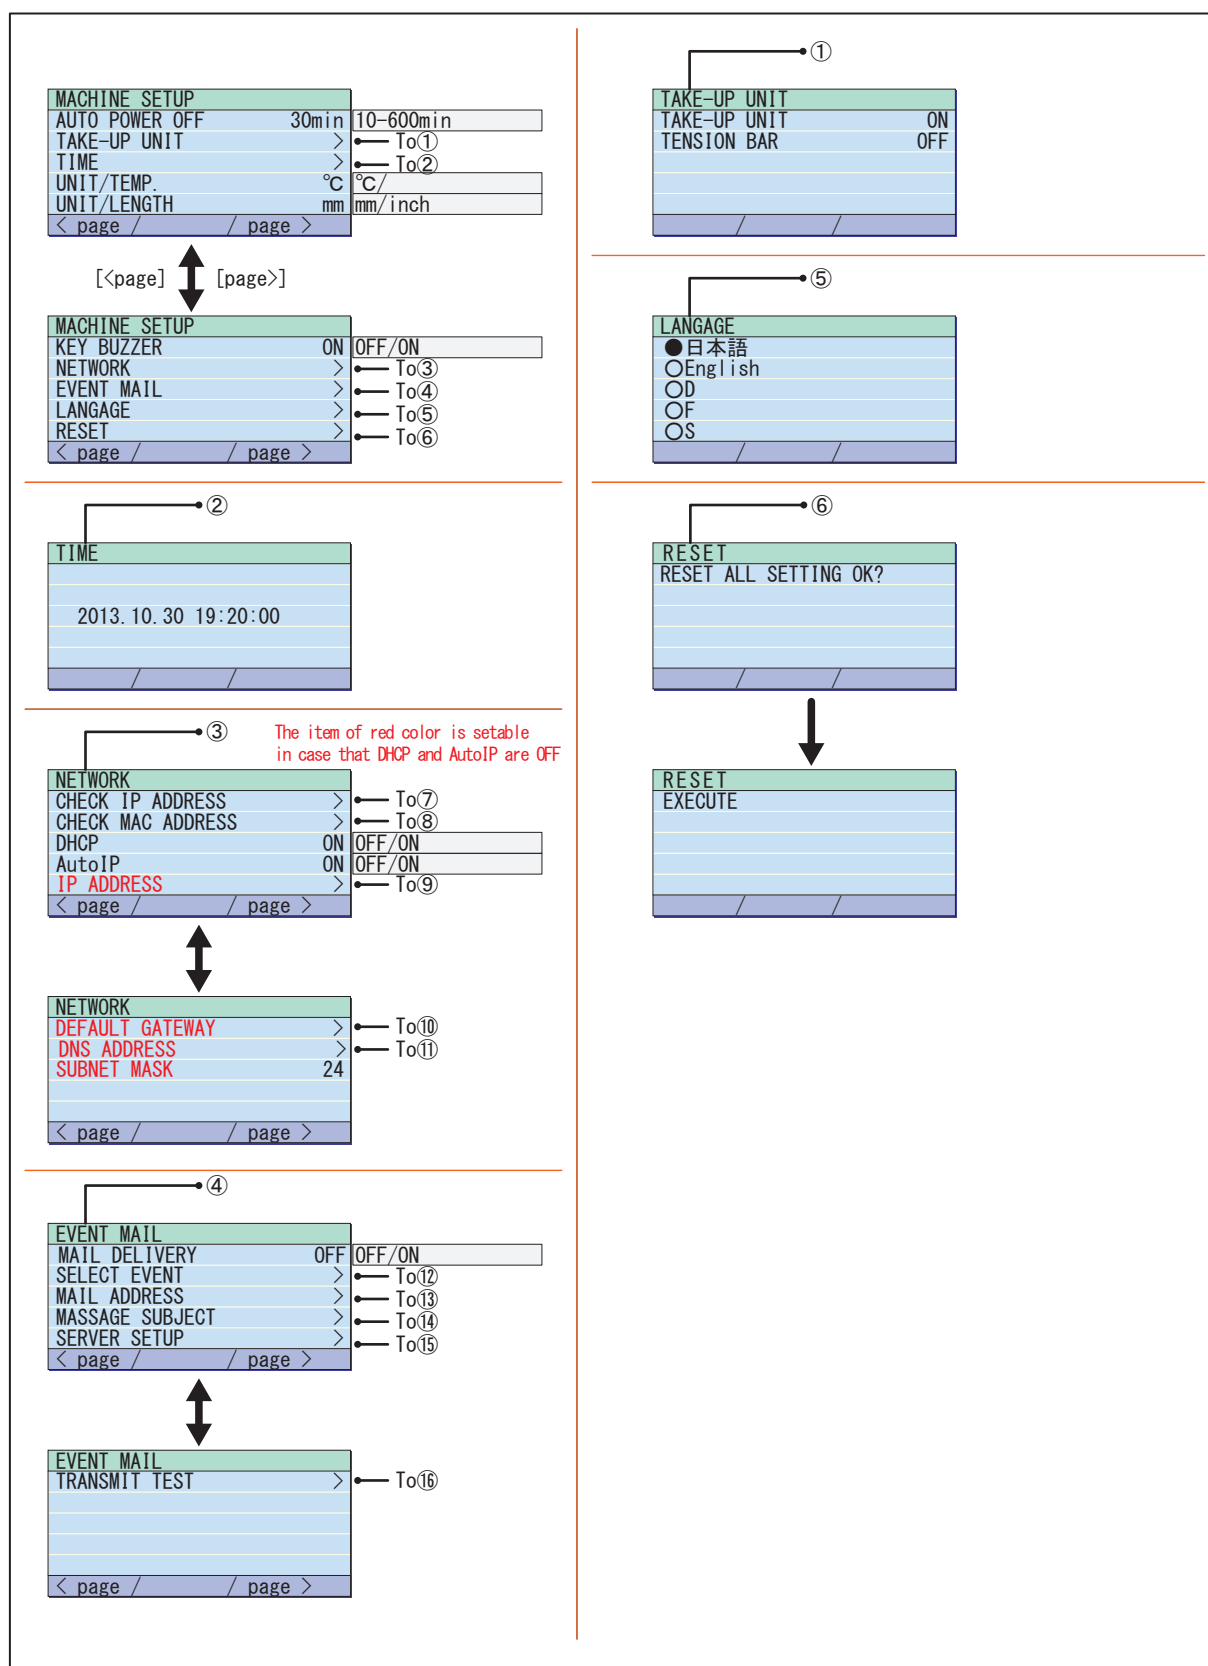 MACHINE SETUP
AUTO POWER OFF 30min 10-600min
TAKE-UP UNIT > To①
TIME > To②
UNIT/TEMP. ℃ ℃/
UNIT/LENGTH mm mm/inch
< page / / page >
[<page] [page>]
MACHINE SETUP
KEY BUZZER ON OFF/ON
NETWORK > To③
EVENT MAIL > To④
LANGAGE > To⑤
RESET > To⑥
< page / / page >
②
TIME
2013.10.30 19:20:00
/ /
③
The item of red color is setable
in case that DHCP and AutoIP are OFF
NETWORK
CHECK IP ADDRESS > To⑦
CHECK MAC ADDRESS > To⑧
DHCP ON OFF/ON
AutoIP ON OFF/ON
IP ADDRESS > To⑨
< page / / page >
NETWORK
DEFAULT GATEWAY > To⑩
DNS ADDRESS > To⑪
SUBNET MASK 24
< page / / page >
④
EVENT MAIL
MAIL DELIVERY OFF OFF/ON
SELECT EVENT > To⑫
MAIL ADDRESS > To⑬
MASSAGE SUBJECT > To⑭
SERVER SETUP > To⑮
< page / / page >
EVENT MAIL
TRANSMIT TEST > To⑯
< page / / page >
①
TAKE-UP UNIT
TAKE-UP UNIT ON
TENSION BAR OFF
/ /
⑤
LANGAGE
●日本語
○English
○D
○F
○S
/ /
⑥
RESET
RESET ALL SETTING OK?
/ /
RESET
EXECUTE
/ /